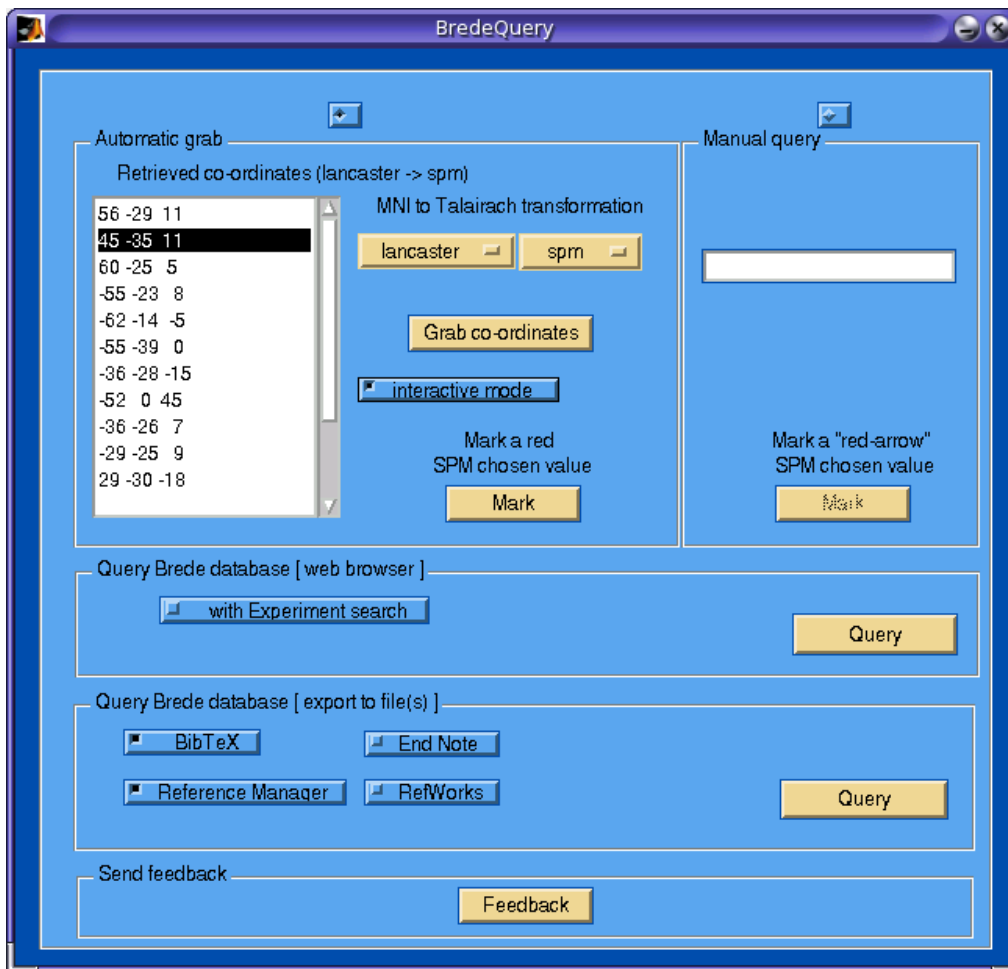 BredeQuery
Automatic grab
Retrieved co-ordinates (lancaster -> spm)
56 -29 11
45 -35 11
60 -25 5
-55 -23 8
-62 -14 -5
-55 -39 0
-36 -28 -15
-52 0 45
-36 -26 7
-29 -25 9
29 -30 -18
MNI to Talairach transformation
lancaster spm
Grab co-ordinates
interactive mode
Mark a red
SPM chosen value
Mark
Manual query
Mark a "red-arrow"
SPM chosen value
Mark
Query Brede database [ web browser ]
with Experiment search
Query
Query Brede database [ export to file(s) ]
BibTeX End Note
Reference Manager RefWorks
Query
Send feedback
Feedback